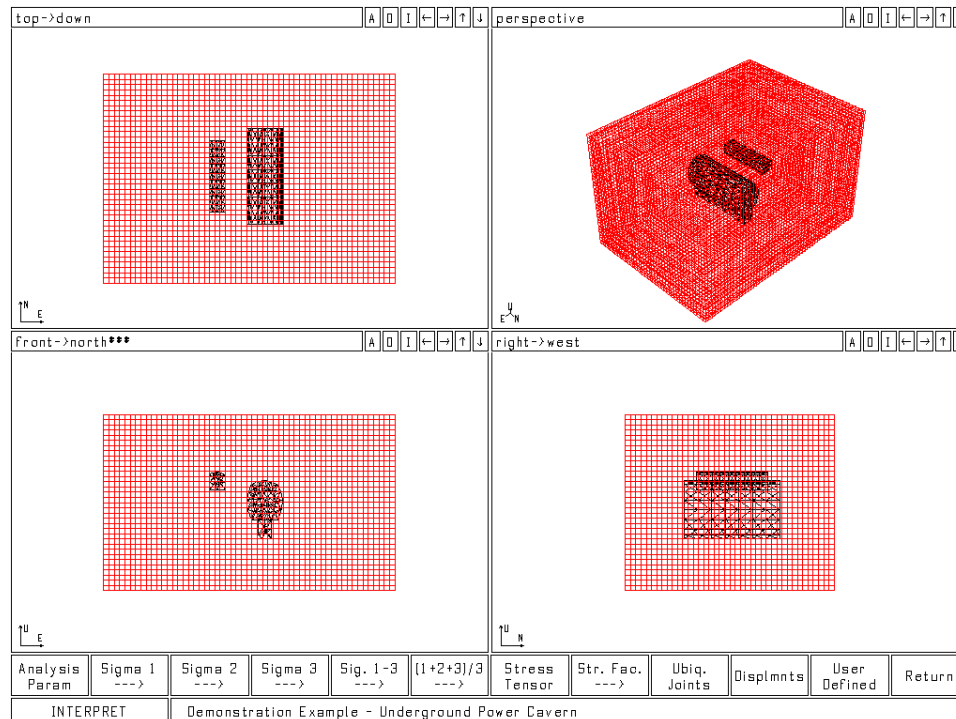 top->down A O I ← → ↑ ↓
perspective A O I ← → ↑
N
E
U
E N
front->north*** A O I ← → ↑ ↓
right->west A O I ← → ↑
U
E
U
N
Analysis Param
Sigma 1 --->
Sigma 2 --->
Sigma 3 --->
Sig. 1-3 --->
(1+2+3)/3 --->
Stress Tensor
Str. Fac. --->
Ubiq. Joints
Displmnts
User Defined
Return
INTERPRET
Demonstration Example - Underground Power Cavern